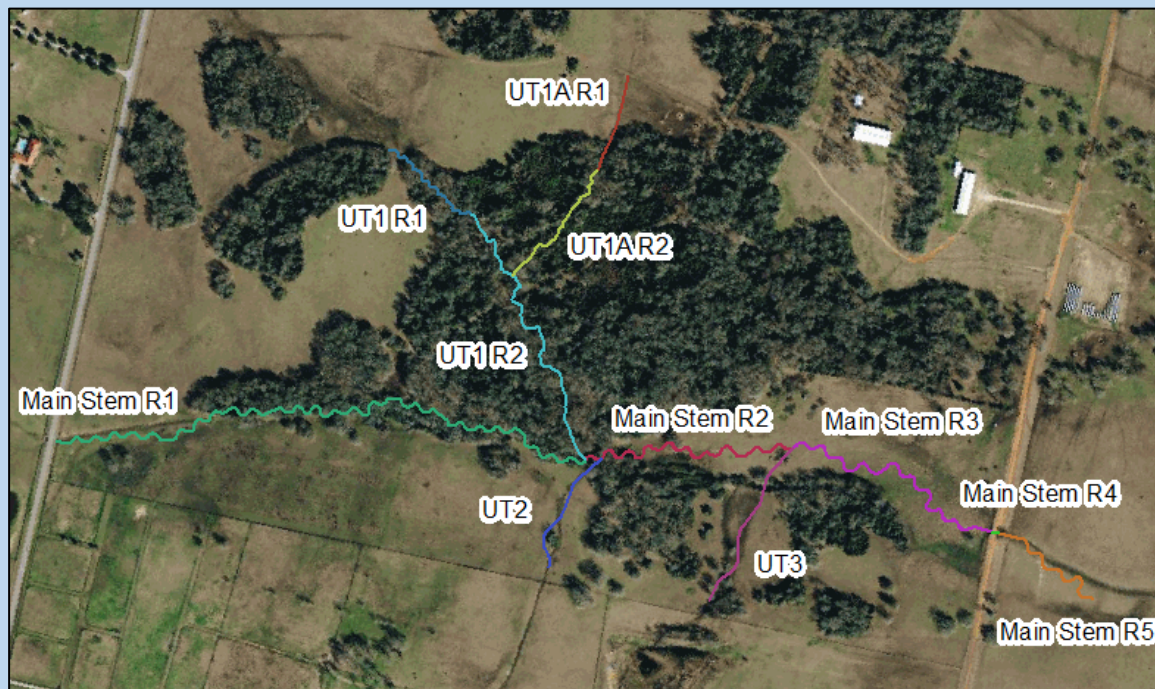 UT1A R1
UT1 R1
UT1A R2
UT1 R2
Main Stem R1
Main Stem R2
Main Stem R3
Main Stem R4
UT2
UT3
Main Stem R5